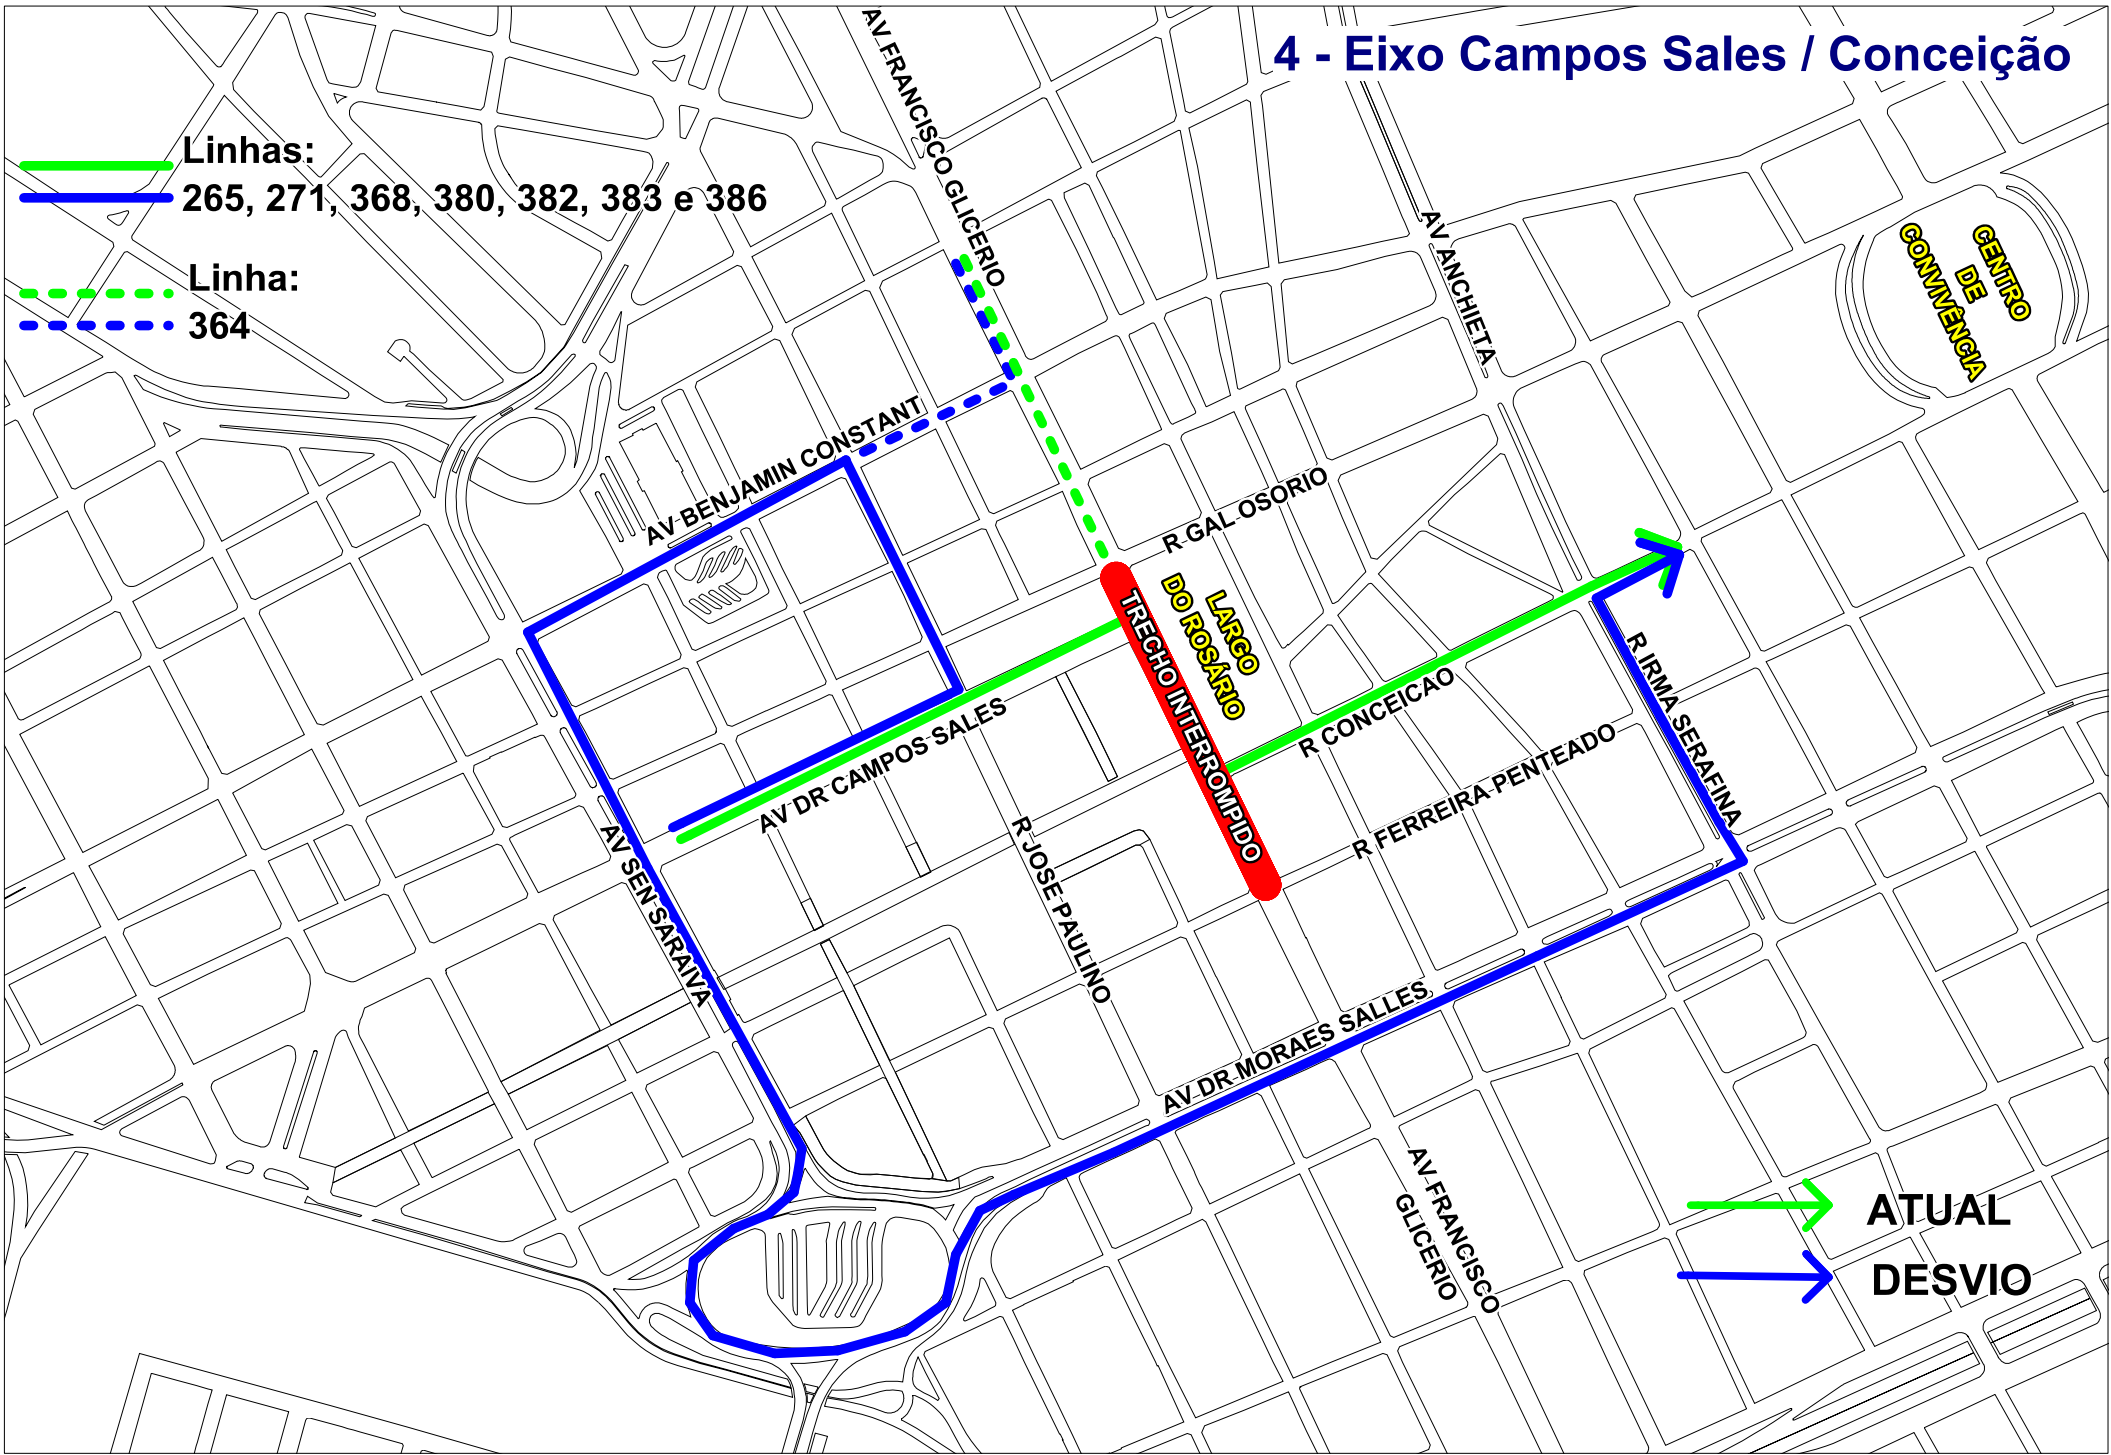 4 - Eixo Campos Sales / Conceição
Linhas:
265, 271, 368, 380, 382, 383 e 386
Linha:
364
AV FRANCISCO GLICERIO
AV ANCHIETA
CENTRO
DE
CONVIVÊNCIA
AV BENJAMIN CONSTANT
R GAL OSORIO
LARGO
DO ROSÁRIO
TRECHO INTERROMPIDO
R IRMA SERAFINA
R CONCEICAO
AV DR CAMPOS SALES
R FERREIRA PENTEADO
AV SEN SARAIVA
R JOSE PAULINO
AV DR MORAES SALLES
AV FRANCISCO
GLICERIO
ATUAL
DESVIO